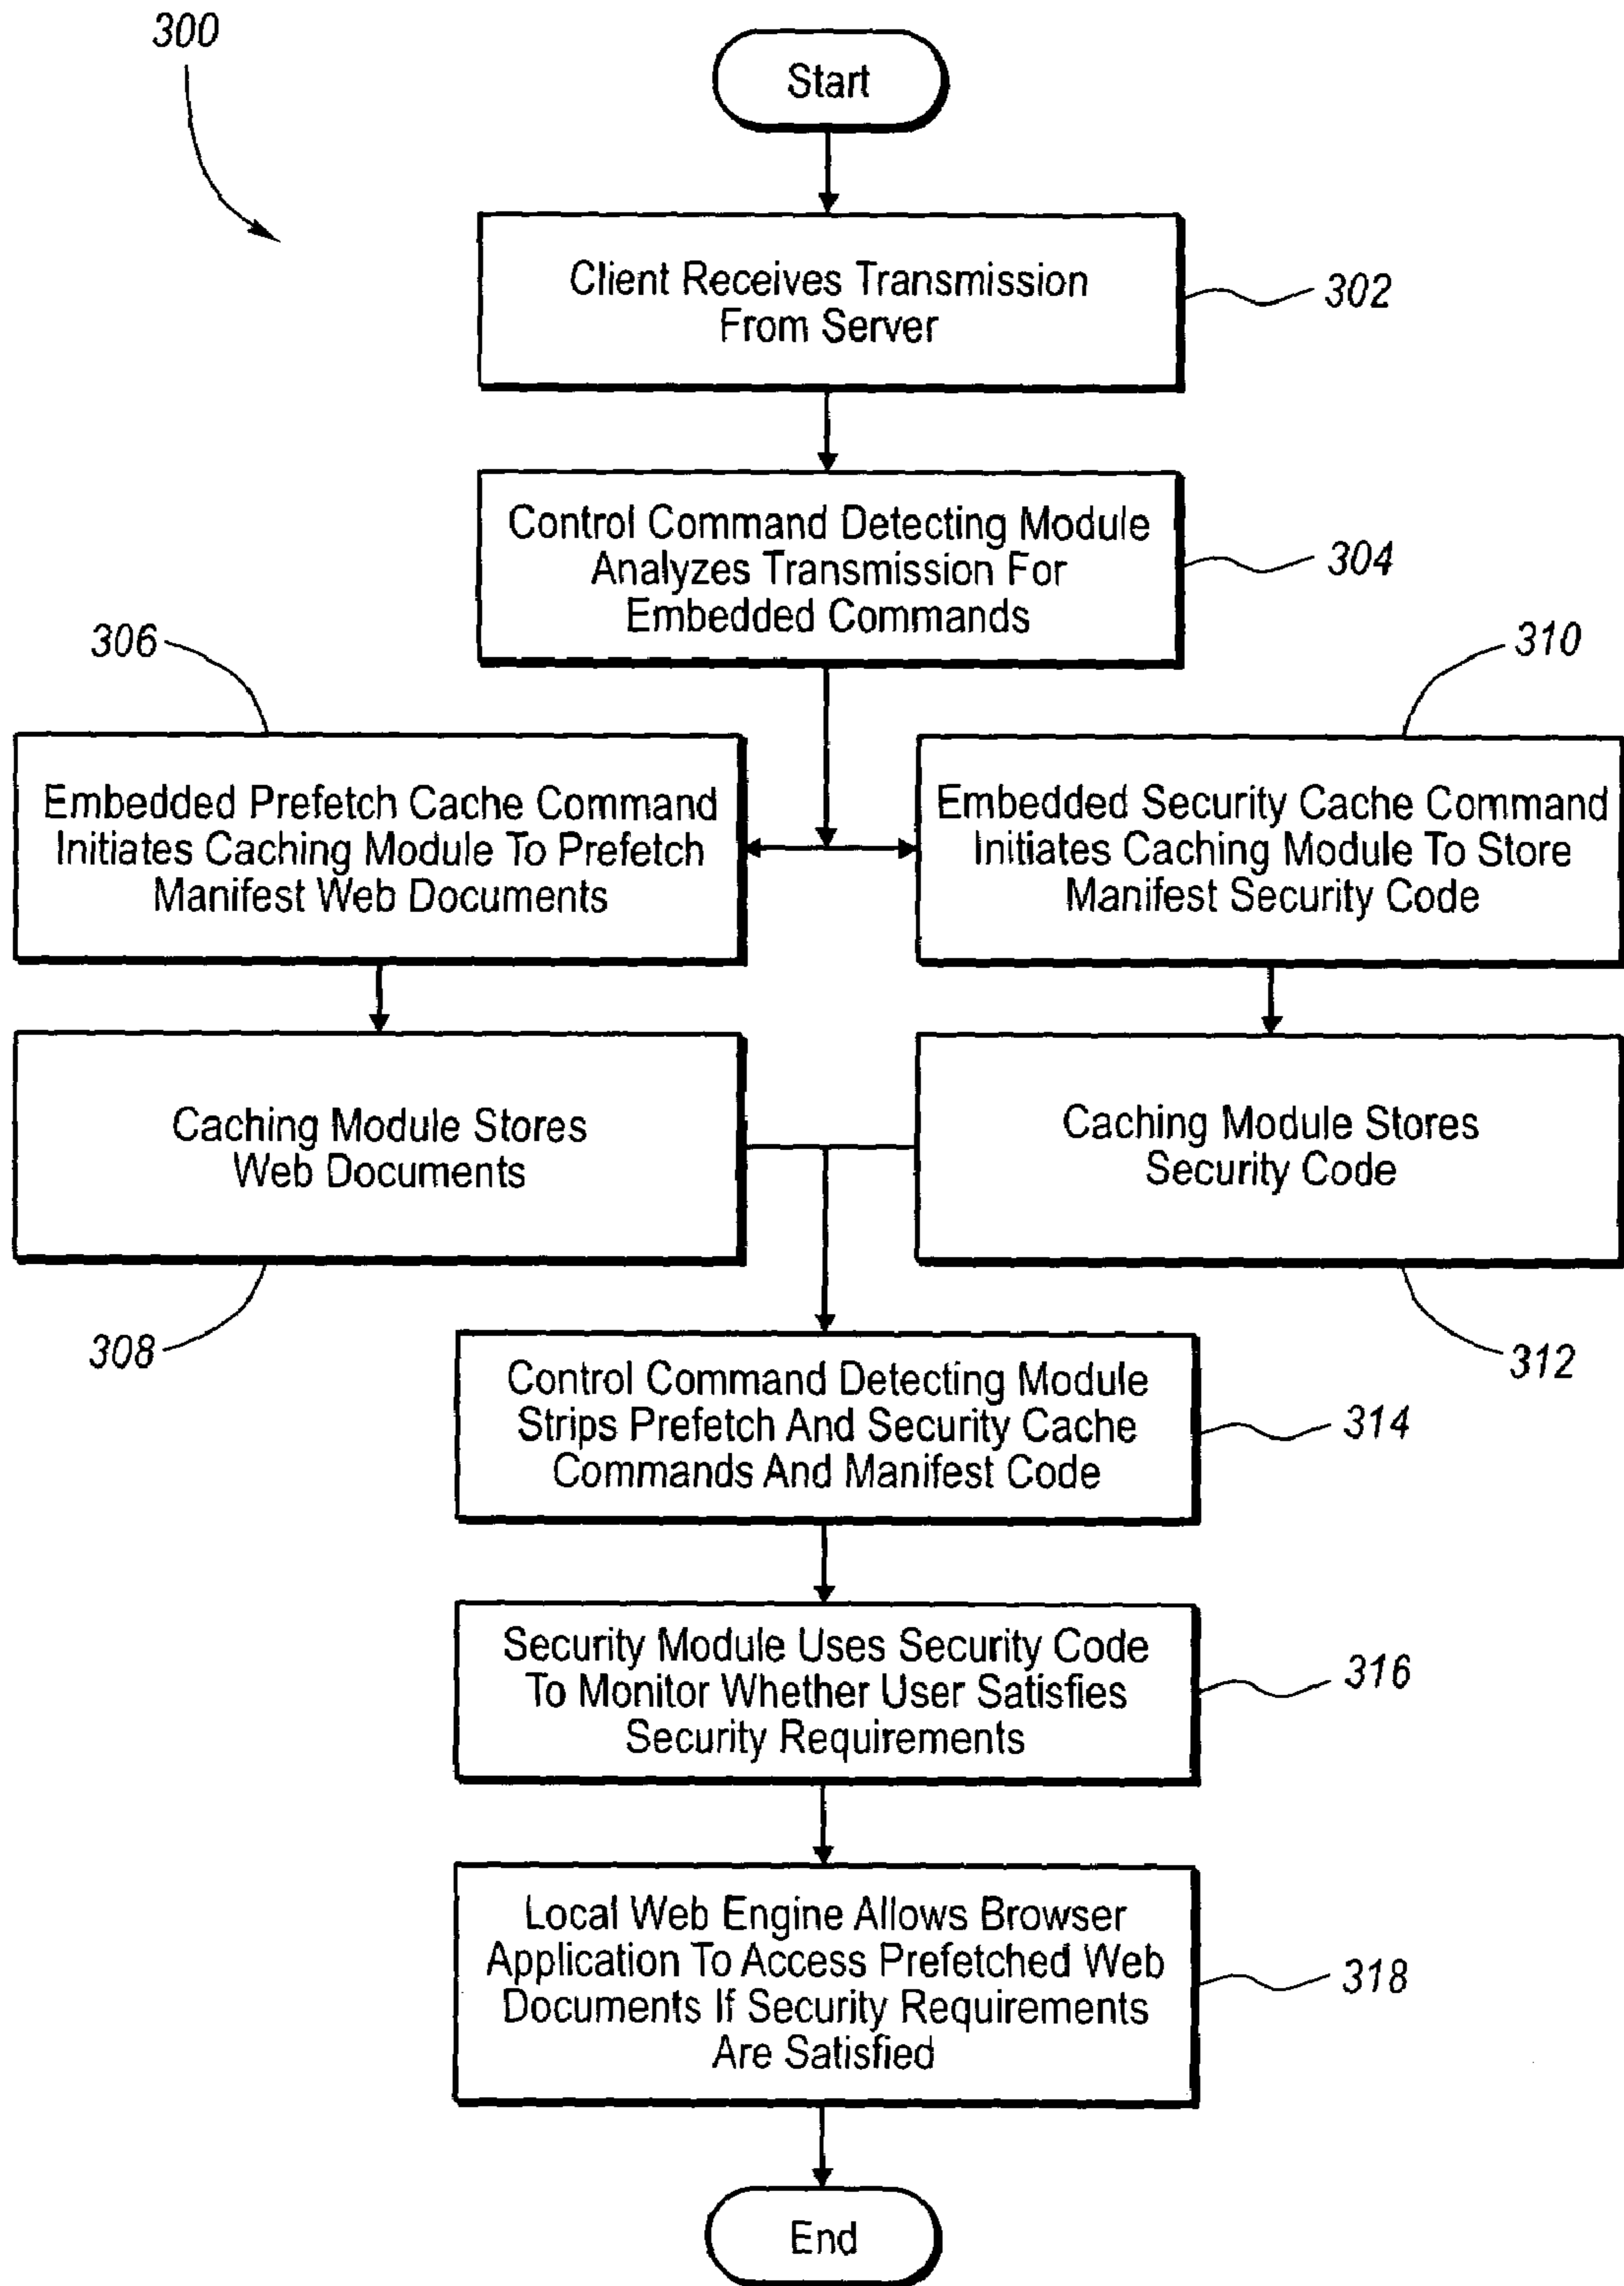 300
Start
Client Receives Transmission
From Server
302
Control Command Detecting Module
Analyzes Transmission For
Embedded Commands
304
306
310
Embedded Prefetch Cache Command
Initiates Caching Module To Prefetch
Manifest Web Documents
Embedded Security Cache Command
Initiates Caching Module To Store
Manifest Security Code
Caching Module Stores
Web Documents
Caching Module Stores
Security Code
308
312
Control Command Detecting Module
Strips Prefetch And Security Cache
Commands And Manifest Code
314
Security Module Uses Security Code
To Monitor Whether User Satisfies
Security Requirements
316
Local Web Engine Allows Browser
Application To Access Prefetched Web
Documents If Security Requirements
Are Satisfied
318
End